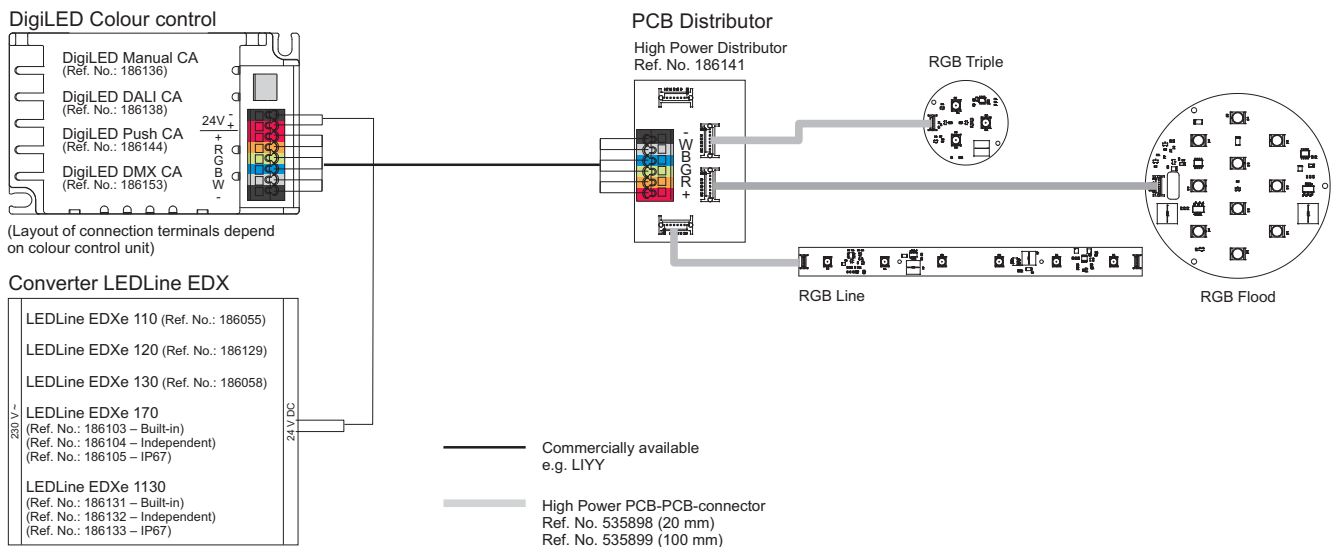 DigiLED Colour control
DigiLED Manual CA
(Ref. No.: 186136)
DigiLED DALI CA
(Ref. No.: 186138)
DigiLED Push CA
(Ref. No.: 186144)
DigiLED DMX CA
(Ref. No.: 186153)
24V -
+
+
R
G
B
W
-
(Layout of connection terminals depend
on colour control unit)
Converter LEDLine EDX
230 V ~
LEDLine EDXe 110 (Ref. No.: 186055)
LEDLine EDXe 120 (Ref. No.: 186129)
LEDLine EDXe 130 (Ref. No.: 186058)
LEDLine EDXe 170
(Ref. No.: 186103 – Built-in)
(Ref. No.: 186104 – Independent)
(Ref. No.: 186105 – IP67)
LEDLine EDXe 1130
(Ref. No.: 186131 – Built-in)
(Ref. No.: 186132 – Independent)
(Ref. No.: 186133 – IP67)
24 V DC
PCB Distributor
High Power Distributor
Ref. No. 186141
-
W
B
G
R
+
RGB Triple
RGB Line
RGB Flood
Commercially available
e.g. LIYY
High Power PCB-PCB-connector
Ref. No. 535898 (20 mm)
Ref. No. 535899 (100 mm)